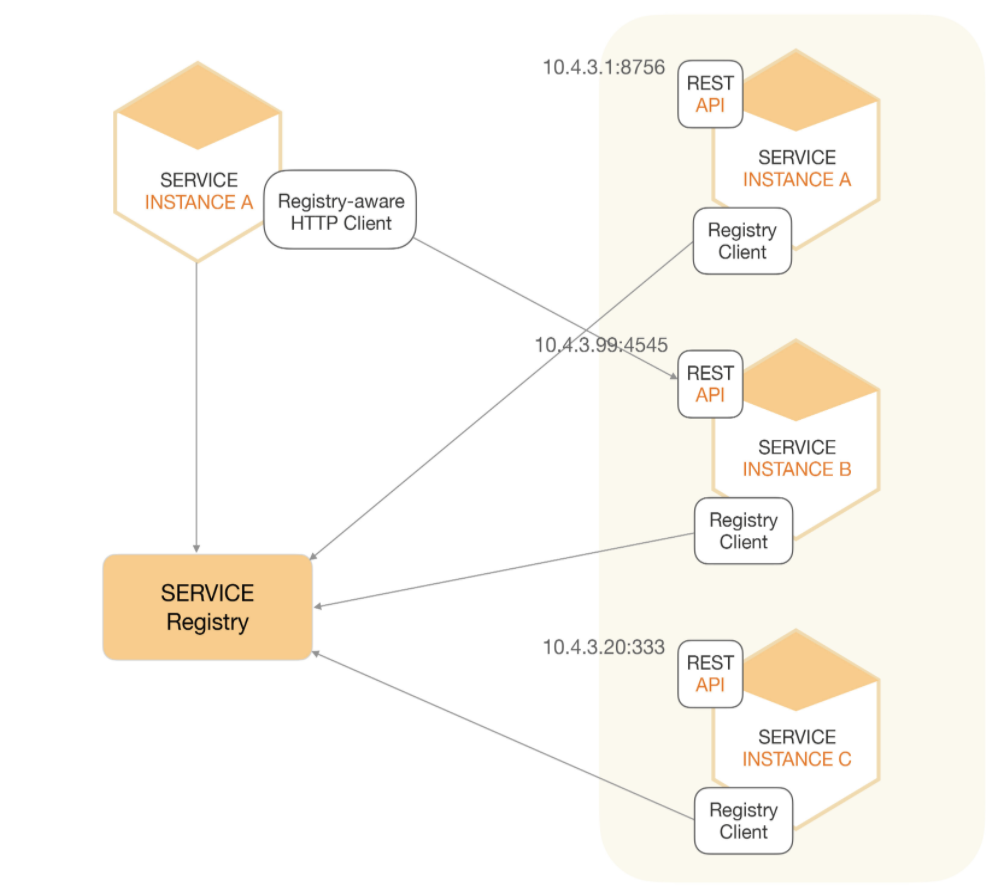 SERVICE
INSTANCE A
Registry-aware
HTTP Client
SERVICE
Registry
10.4.3.1:8756
REST
API
SERVICE
INSTANCE A
Registry
Client
10.4.3.99:4545
REST
API
SERVICE
INSTANCE B
Registry
Client
10.4.3.20:333
REST
API
SERVICE
INSTANCE C
Registry
Client